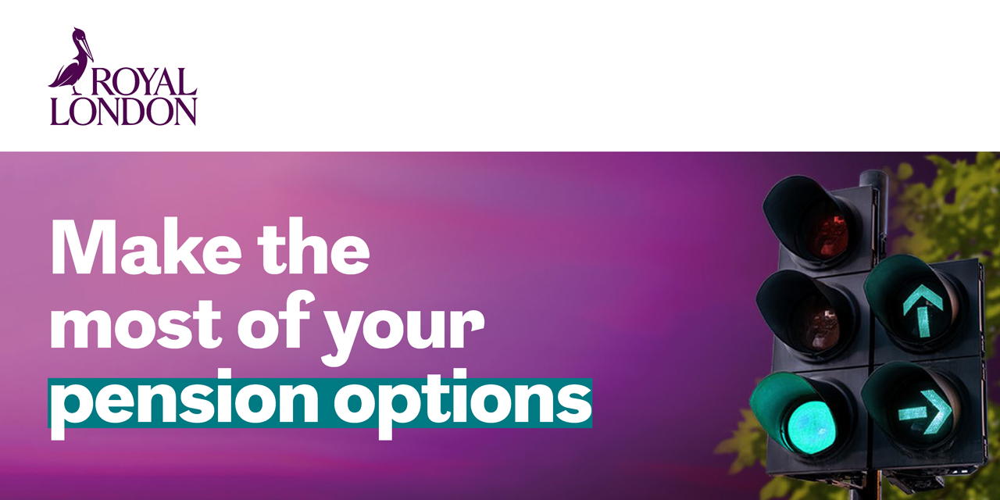 ROYAL
LONDON
Make the
most of your
pension options